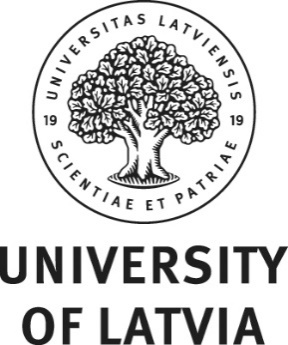 UNIVERSITAS LATVIENSIS
19 19
SCIENTIAE ET PATRIAE
UNIVERSITY
OF LATVIA